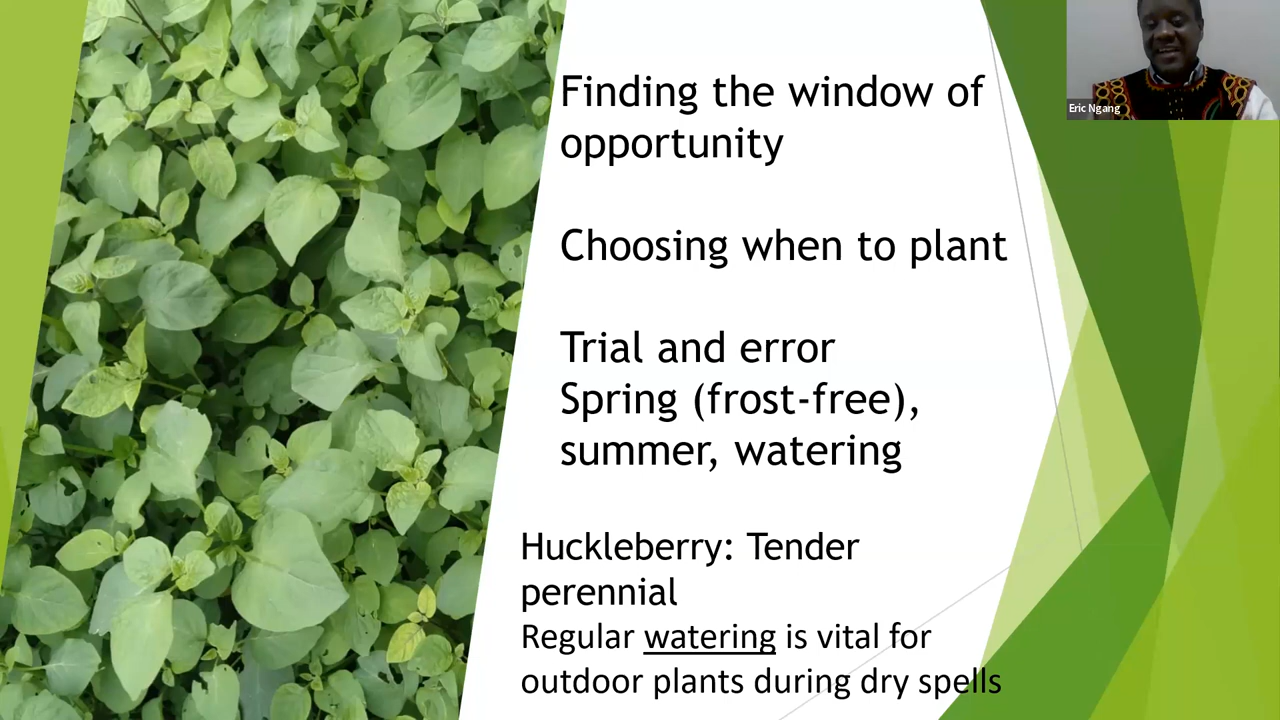 Finding the window of
opportunity
Choosing when to plant
Trial and error
Spring (frost-free),
summer, watering
Huckleberry: Tender
perennial
Regular watering is vital for
outdoor plants during dry spells
Eric Ngang